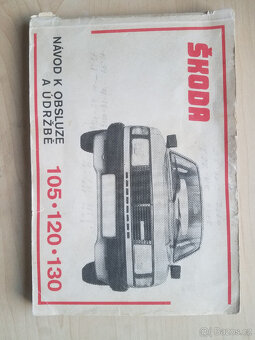 ŠKODA
NÁVOD K OBSLUZE
A ÚDRŽBĚ
105 · 120 · 130